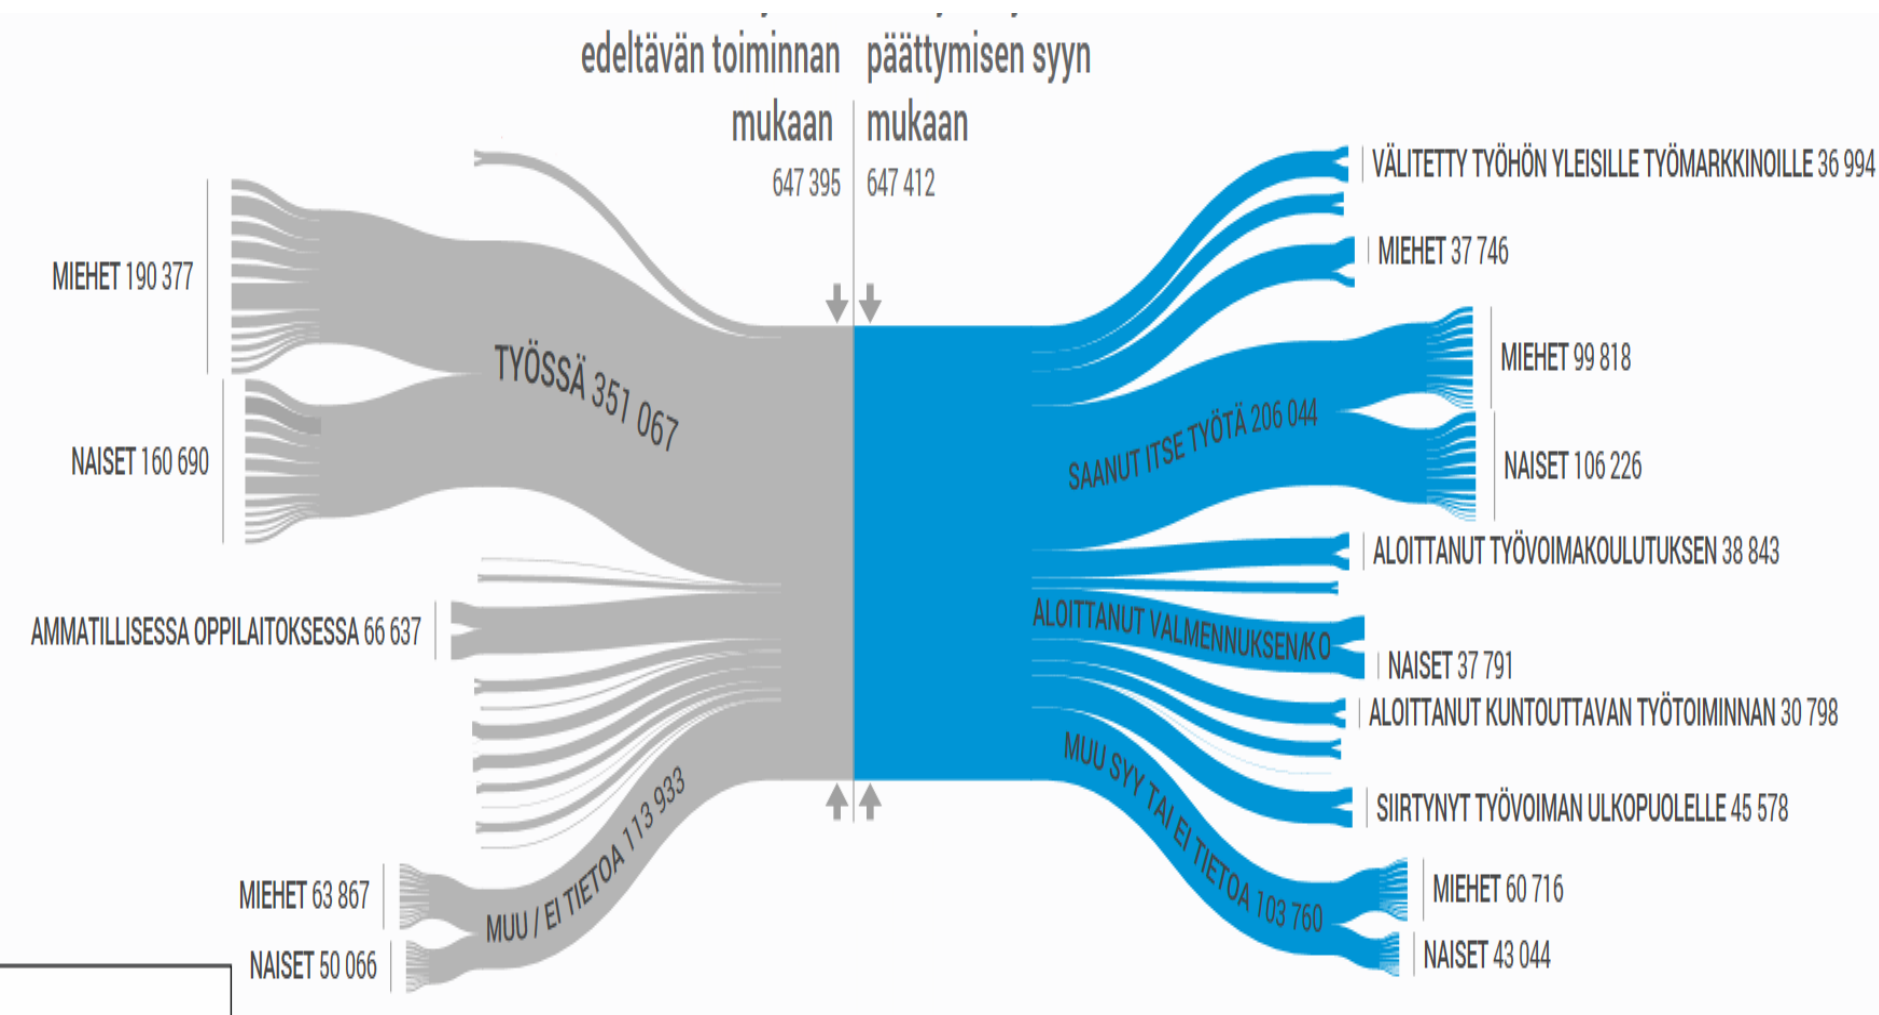 edeltävän toiminnan
mukaan
647 395
päättymisen syyn
mukaan
647 412
MIEHET 190 377
NAISET 160 690
TYÖSSÄ 351 067
AMMATILLISESSA OPPILAITOKSESSA 66 637
MIEHET 63 867
NAISET 50 066
MUU / EI TIETOA 113 933
VÄLITETTY TYÖHÖN YLEISILLE TYÖMARKKINOILLE 36 994
MIEHET 37 746
SAANUT ITSE TYÖTÄ 206 044
MIEHET 99 818
NAISET 106 226
ALOITTANUT TYÖVOIMAKOULUTUKSEN 38 843
ALOITTANUT VALMENNUKSEN/KO
NAISET 37 791
ALOITTANUT KUNTOUTTAVAN TYÖTOIMINNAN 30 798
SIIRTYNYT TYÖVOIMAN ULKOPUOLELLE 45 578
MUU SYY TAI EI TIETOA 103 760
MIEHET 60 716
NAISET 43 044